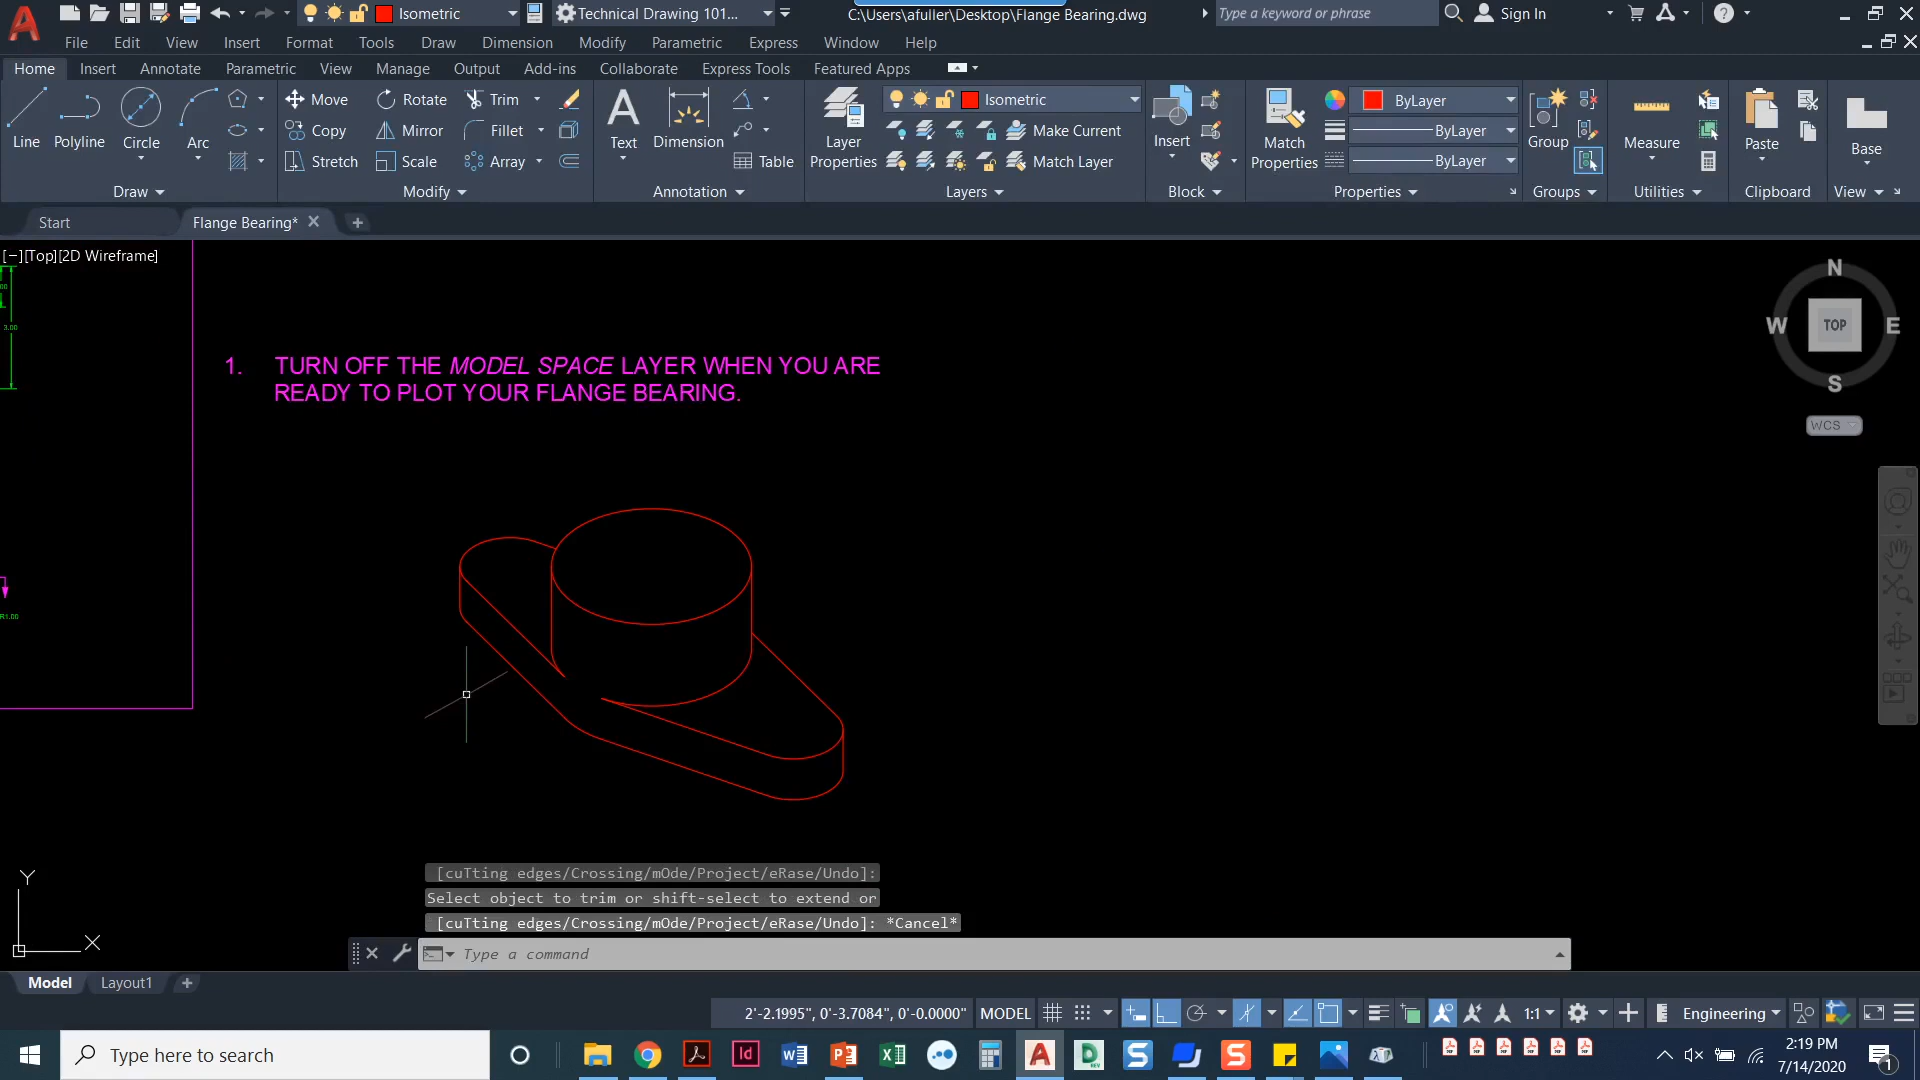 Isometric
Technical Drawing 101...
C:\Users\afuller\Desktop\Flange Bearing.dwg
Type a keyword or phrase
Sign In
File Edit View Insert Format Tools Draw Dimension Modify Parametric Express Window Help
Home Insert Annotate Parametric View Manage Output Add-ins Collaborate Express Tools Featured Apps
Line
Polyline
Circle
Arc
Draw
Move
Rotate
Trim
Copy
Mirror
Fillet
Stretch
Scale
Array
Modify
Text
Dimension
Table
Annotation
Layer
Properties
Isometric
Make Current
Match Layer
Layers
Insert
Block
Match
Properties
ByLayer
ByLayer
ByLayer
Properties
Group
Groups
Measure
Utilities
Paste
Clipboard
Base
View
Start
Flange Bearing*
[−][Top][2D Wireframe]
3.00
R1.00
1. TURN OFF THE MODEL SPACE LAYER WHEN YOU ARE
READY TO PLOT YOUR FLANGE BEARING.
N
W
TOP
E
S
WCS
Y
X
[cuTting edges/Crossing/mOde/Project/eRase/Undo]:
Select object to trim or shift-select to extend or
[cuTting edges/Crossing/mOde/Project/eRase/Undo]: *Cancel*
Type a command
Model
Layout1
2'-2.1995", 0'-3.7084", 0'-0.0000"
MODEL
1:1
Engineering
Type here to search
2:19 PM
7/14/2020
1